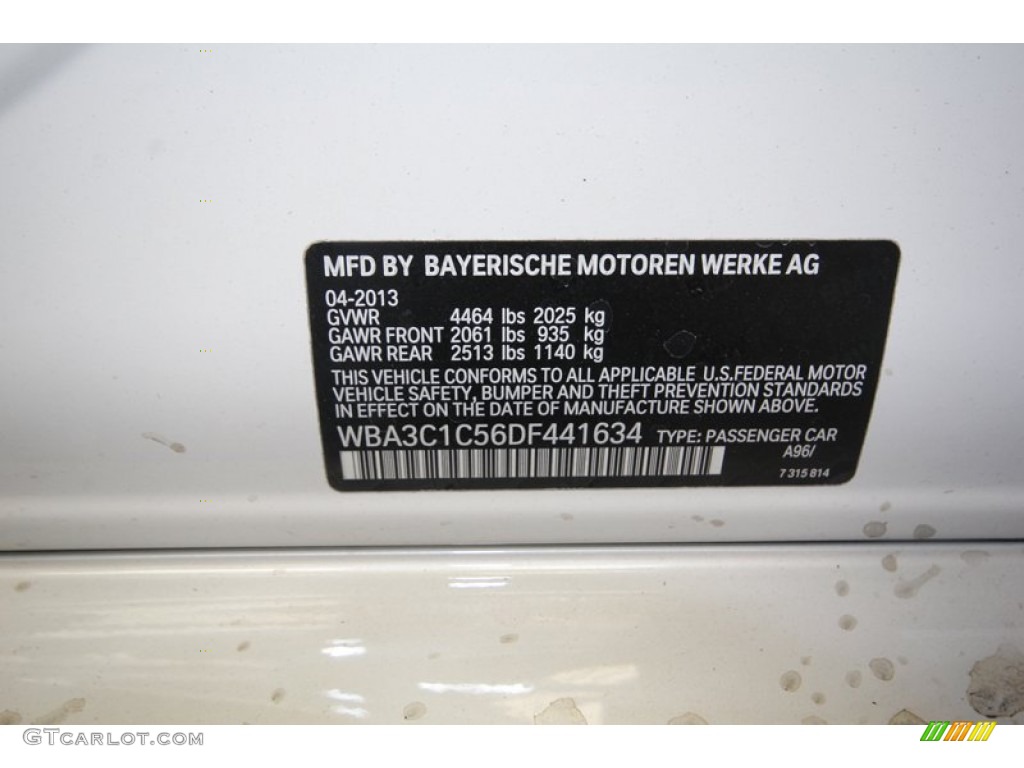 MFD BY BAYERISCHE MOTOREN WERKE AG
04-2013
GVWR 4464 lbs 2025 kg
GAWR FRONT 2061 lbs 935 kg
GAWR REAR 2513 lbs 1140 kg
THIS VEHICLE CONFORMS TO ALL APPLICABLE U.S.FEDERAL MOTOR
VEHICLE SAFETY, BUMPER AND THEFT PREVENTION STANDARDS
IN EFFECT ON THE DATE OF MANUFACTURE SHOWN ABOVE.
WBA3C1C56DF441634 TYPE: PASSENGER CAR
A96/
7 315 814
GTCarlot.com